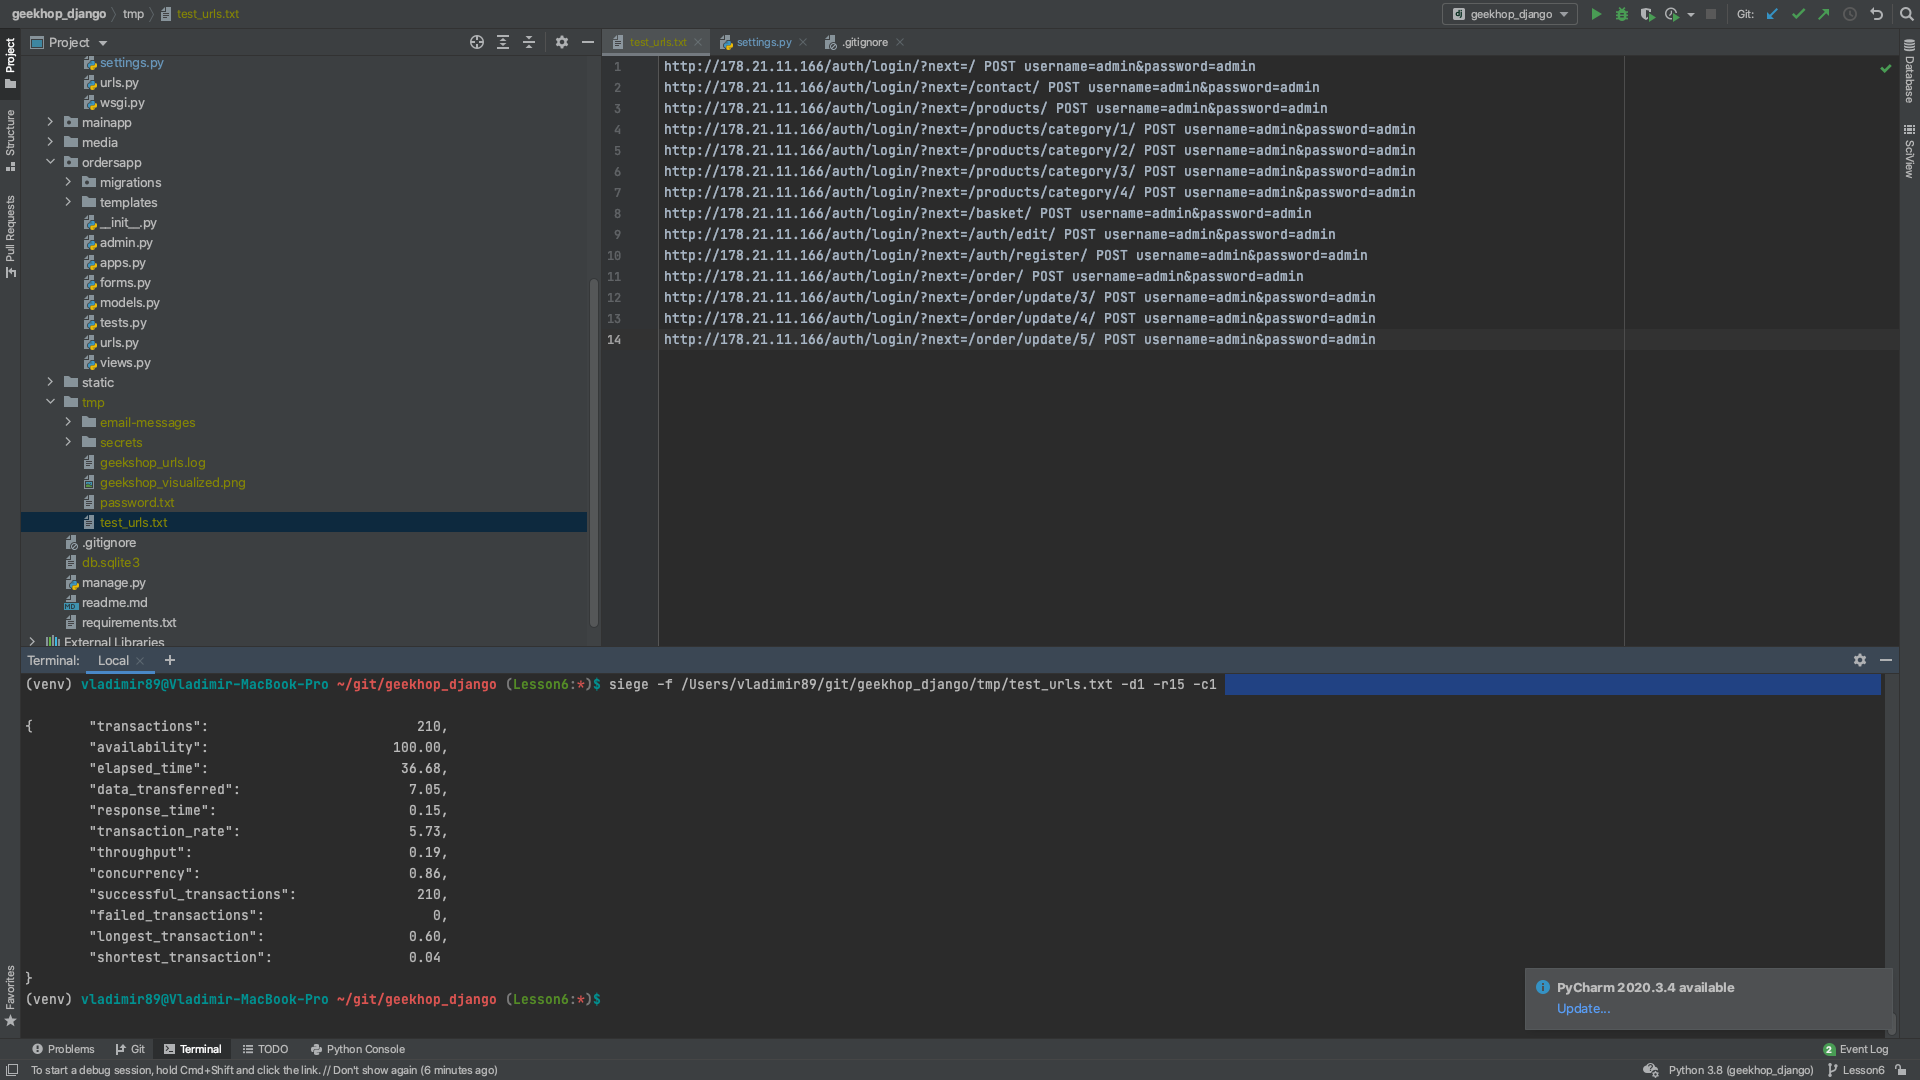 geekhop_django
tmp
test_urls.txt
geekhop_django
Git:
Project
test_urls.txt
settings.py
.gitignore
Project
Structure
Pull Requests
Favorites
Database
SciView
settings.py
urls.py
wsgi.py
mainapp
media
ordersapp
migrations
templates
__init__.py
admin.py
apps.py
forms.py
models.py
tests.py
urls.py
views.py
static
tmp
email-messages
secrets
geekshop_urls.log
geekshop_visualized.png
password.txt
test_urls.txt
.gitignore
db.sqlite3
manage.py
readme.md
requirements.txt
External Libraries
1 http://178.21.11.166/auth/login/?next=/ POST username=admin&password=admin
2 http://178.21.11.166/auth/login/?next=/contact/ POST username=admin&password=admin
3 http://178.21.11.166/auth/login/?next=/products/ POST username=admin&password=admin
4 http://178.21.11.166/auth/login/?next=/products/category/1/ POST username=admin&password=admin
5 http://178.21.11.166/auth/login/?next=/products/category/2/ POST username=admin&password=admin
6 http://178.21.11.166/auth/login/?next=/products/category/3/ POST username=admin&password=admin
7 http://178.21.11.166/auth/login/?next=/products/category/4/ POST username=admin&password=admin
8 http://178.21.11.166/auth/login/?next=/basket/ POST username=admin&password=admin
9 http://178.21.11.166/auth/login/?next=/auth/edit/ POST username=admin&password=admin
10 http://178.21.11.166/auth/login/?next=/auth/register/ POST username=admin&password=admin
11 http://178.21.11.166/auth/login/?next=/order/ POST username=admin&password=admin
12 http://178.21.11.166/auth/login/?next=/order/update/3/ POST username=admin&password=admin
13 http://178.21.11.166/auth/login/?next=/order/update/4/ POST username=admin&password=admin
14 http://178.21.11.166/auth/login/?next=/order/update/5/ POST username=admin&password=admin
Terminal: Local
(venv) vladimir89@Vladimir-MacBook-Pro ~/git/geekhop_django (Lesson6:*)$ siege -f /Users/vladimir89/git/geekhop_django/tmp/test_urls.txt -d1 -r15 -c1
{ "transactions": 210,
"availability": 100.00,
"elapsed_time": 36.68,
"data_transferred": 7.05,
"response_time": 0.15,
"transaction_rate": 5.73,
"throughput": 0.19,
"concurrency": 0.86,
"successful_transactions": 210,
"failed_transactions": 0,
"longest_transaction": 0.60,
"shortest_transaction": 0.04
}
(venv) vladimir89@Vladimir-MacBook-Pro ~/git/geekhop_django (Lesson6:*)$
PyCharm 2020.3.4 available
Update...
Problems Git Terminal TODO Python Console
2 Event Log
To start a debug session, hold Cmd+Shift and click the link. // Don't show again (6 minutes ago)
Python 3.8 (geekhop_django) Lesson6